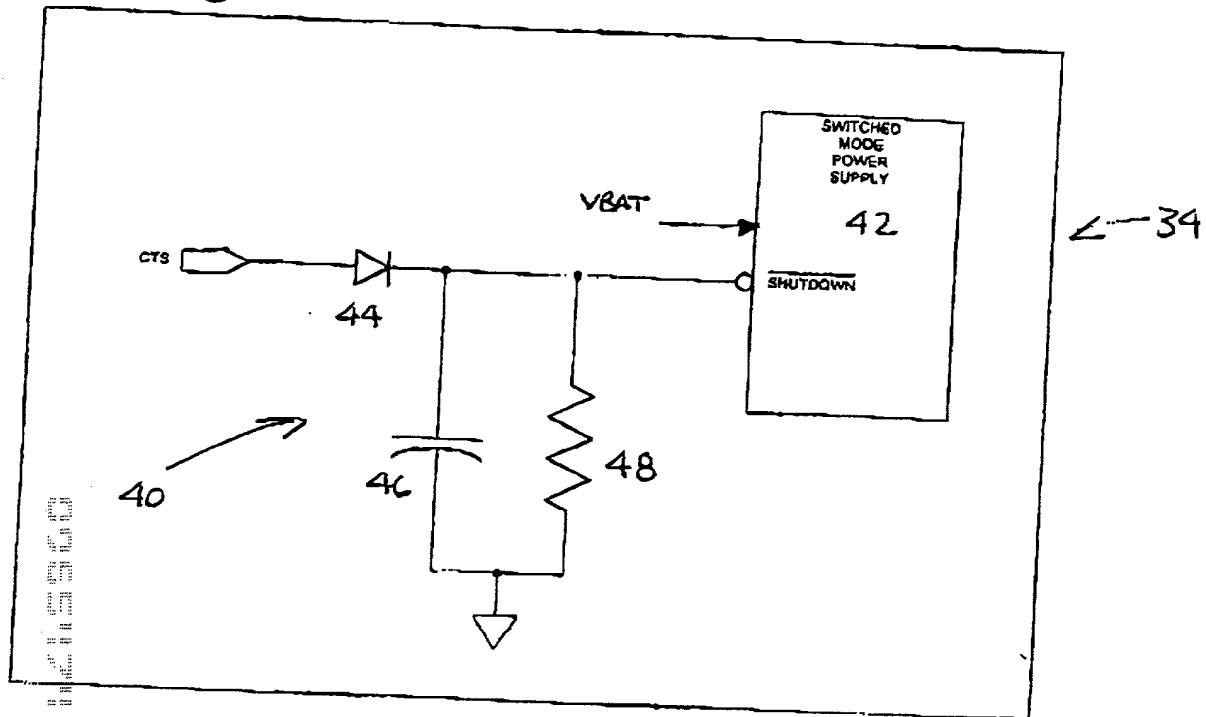 SWITCHED
MODE
POWER
SUPPLY
VBAT
42
34
CTS
SHUTDOWN
44
46
48
40